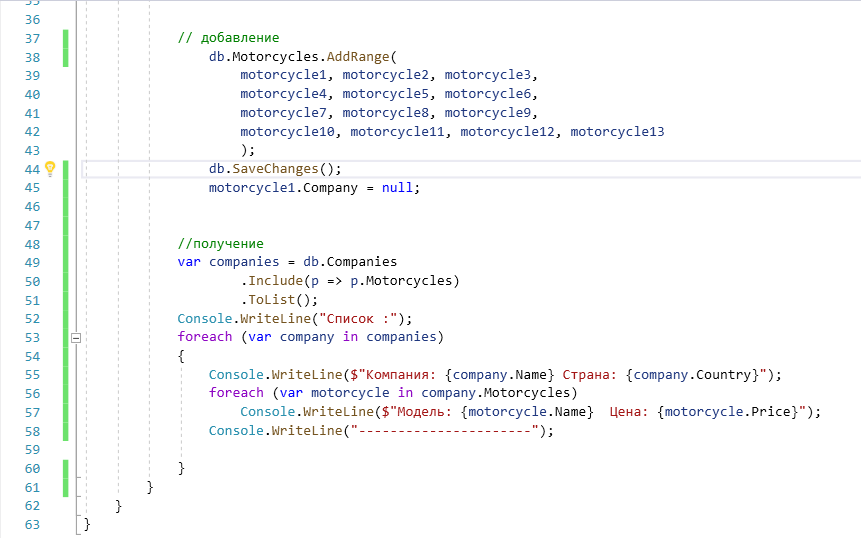 36
37 // добавление
38 db.Motorcycles.AddRange(
39 motorcycle1, motorcycle2, motorcycle3,
40 motorcycle4, motorcycle5, motorcycle6,
41 motorcycle7, motorcycle8, motorcycle9,
42 motorcycle10, motorcycle11, motorcycle12, motorcycle13
43 );
44 db.SaveChanges();
45 motorcycle1.Company = null;
46
47
48 //получение
49 var companies = db.Companies
50 .Include(p => p.Motorcycles)
51 .ToList();
52 Console.WriteLine("Список :");
53 foreach (var company in companies)
54 {
55 Console.WriteLine($"Компания: {company.Name} Страна: {company.Country}");
56 foreach (var motorcycle in company.Motorcycles)
57 Console.WriteLine($"Модель: {motorcycle.Name}  Цена: {motorcycle.Price}");
58 Console.WriteLine("----------------------");
59
60 }
61 }
62 }
63 }